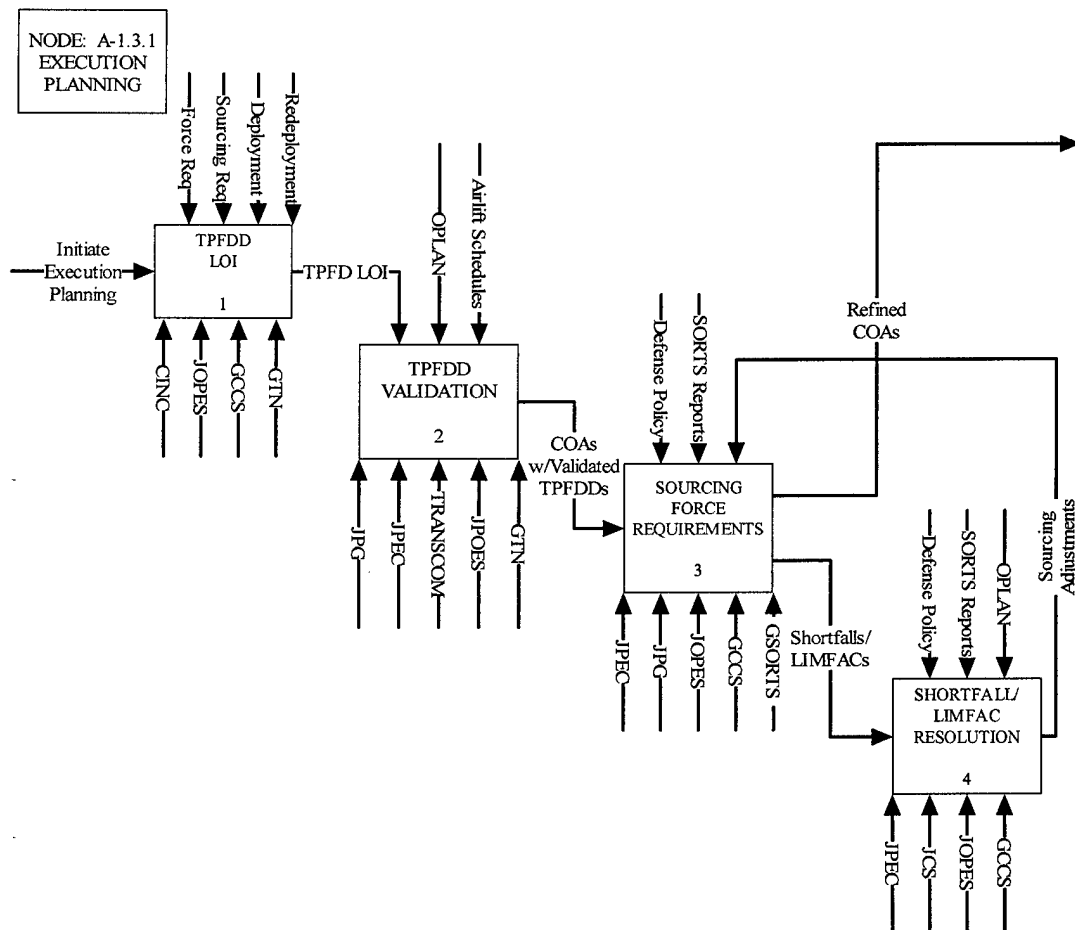 NODE: A-1.3.1
EXECUTION
PLANNING
Force Req
Sourcing Req
Deployment
Redeployment
Initiate
Execution
Planning
TPFDD
LOI
1
TPFD LOI
CINC
JOPES
GCCS
GTN
OPLAN
Airlift Schedules
TPFDD
VALIDATION
2
COAs
w/Validated
TPFDDs
JPG
JPEC
TRANSCOM
JPOES
GTN
Defense Policy
SORTS Reports
SOURCING
FORCE
REQUIREMENTS
3
Refined
COAs
Shortfalls/
LIMFACs
JPEC
JPG
JOPES
GCCS
GSORTS
Sourcing
Adjustments
Defense Policy
SORTS Reports
OPLAN
SHORTFALL/
LIMFAC
RESOLUTION
4
JPEC
JCS
JOPES
GCCS